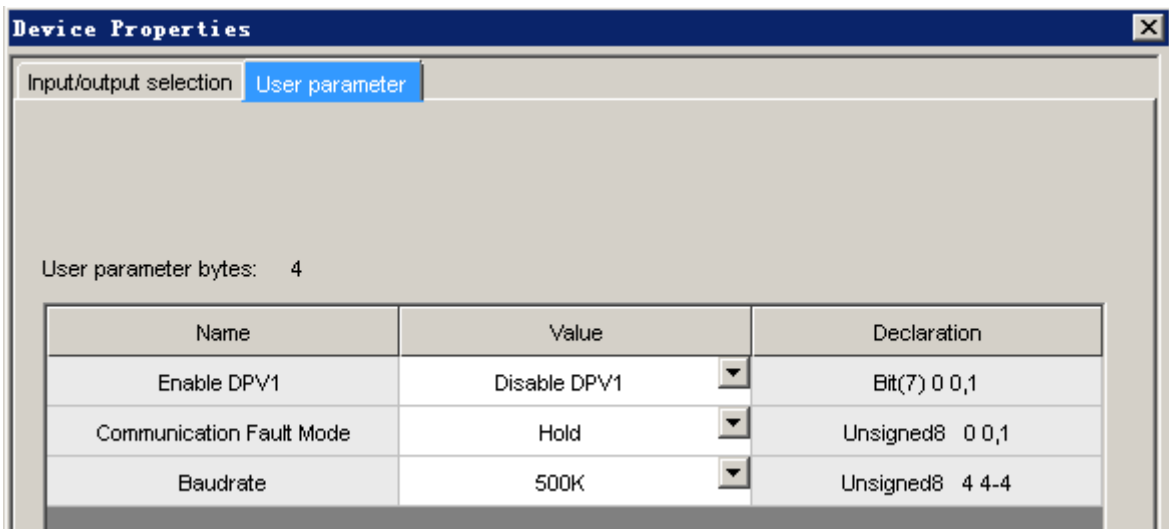 Device Properties
Input/output selection User parameter
User parameter bytes: 4
Name Value Declaration
Enable DPV1 Disable DPV1 Bit(7) 0 0,1
Communication Fault Mode Hold Unsigned8 0 0,1
Baudrate 500K Unsigned8 4 4-4